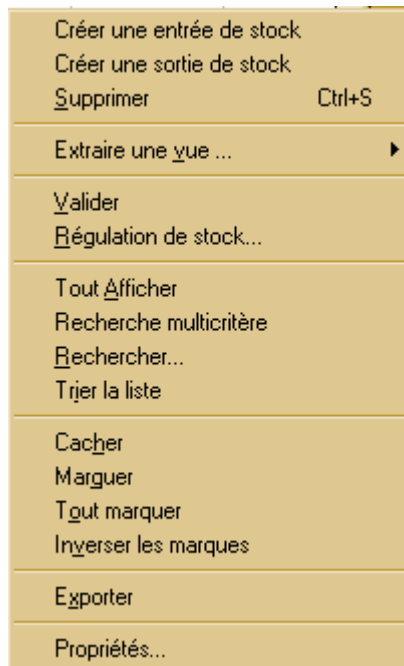 Créer une entrée de stock
Créer une sortie de stock
Supprimer Ctrl+S
Extraire une vue ...
Valider
Régulation de stock...
Tout Afficher
Recherche multicritère
Rechercher...
Trier la liste
Cacher
Marguer
Tout marquer
Inverser les marques
Exporter
Propriétés...